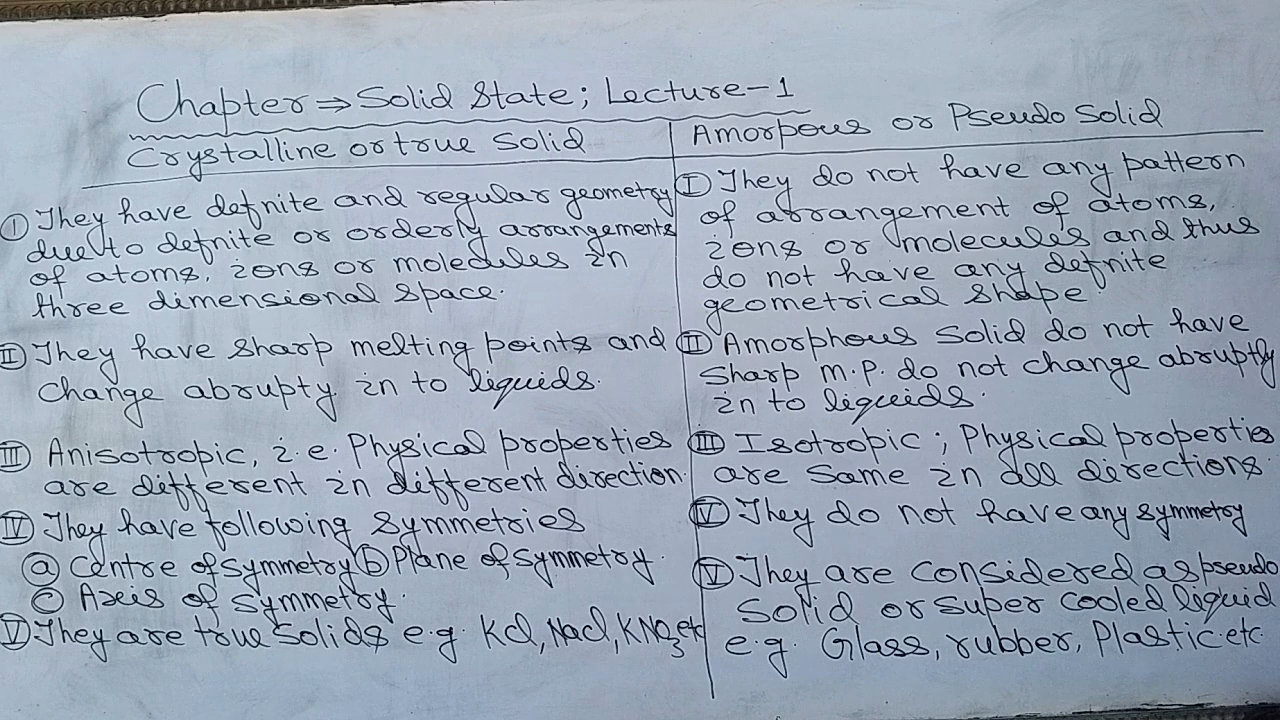 Chapter ⇒ Solid State; Lecture-1
Crystalline or true Solid
① They have defnite and regular geometry
due to defnite or orderly arrangements
of atoms, ions or molecules in
three dimensional space.
Ⅱ They have sharp melting points and
change abrupty in to liquids.
Ⅲ Anisotropic, i.e. Physical properties
are different in different direction.
Ⅳ They have following symmetries
ⓐ Centre of symmetry ⓑ Plane of symmetry.
ⓒ Axis of symmetry.
Ⅴ They are true solids e.g. KCl, NaCl, KNO3 etc
Amorpous or Pseudo Solid
Ⅰ They do not have any pattern
of arrangement of atoms,
ions or molecules and thus
do not have any defnite
geometrical shape.
Ⅱ Amorphous Solid do not have
sharp m.p. do not change abruptly
in to liquids.
Ⅲ Isotropic; Physical properties
are same in all directions.
Ⅳ They do not have any symmetry
Ⅴ They are considered as pseudo
solid or super cooled liquid
e.g. Glass, rubber, Plastic.etc